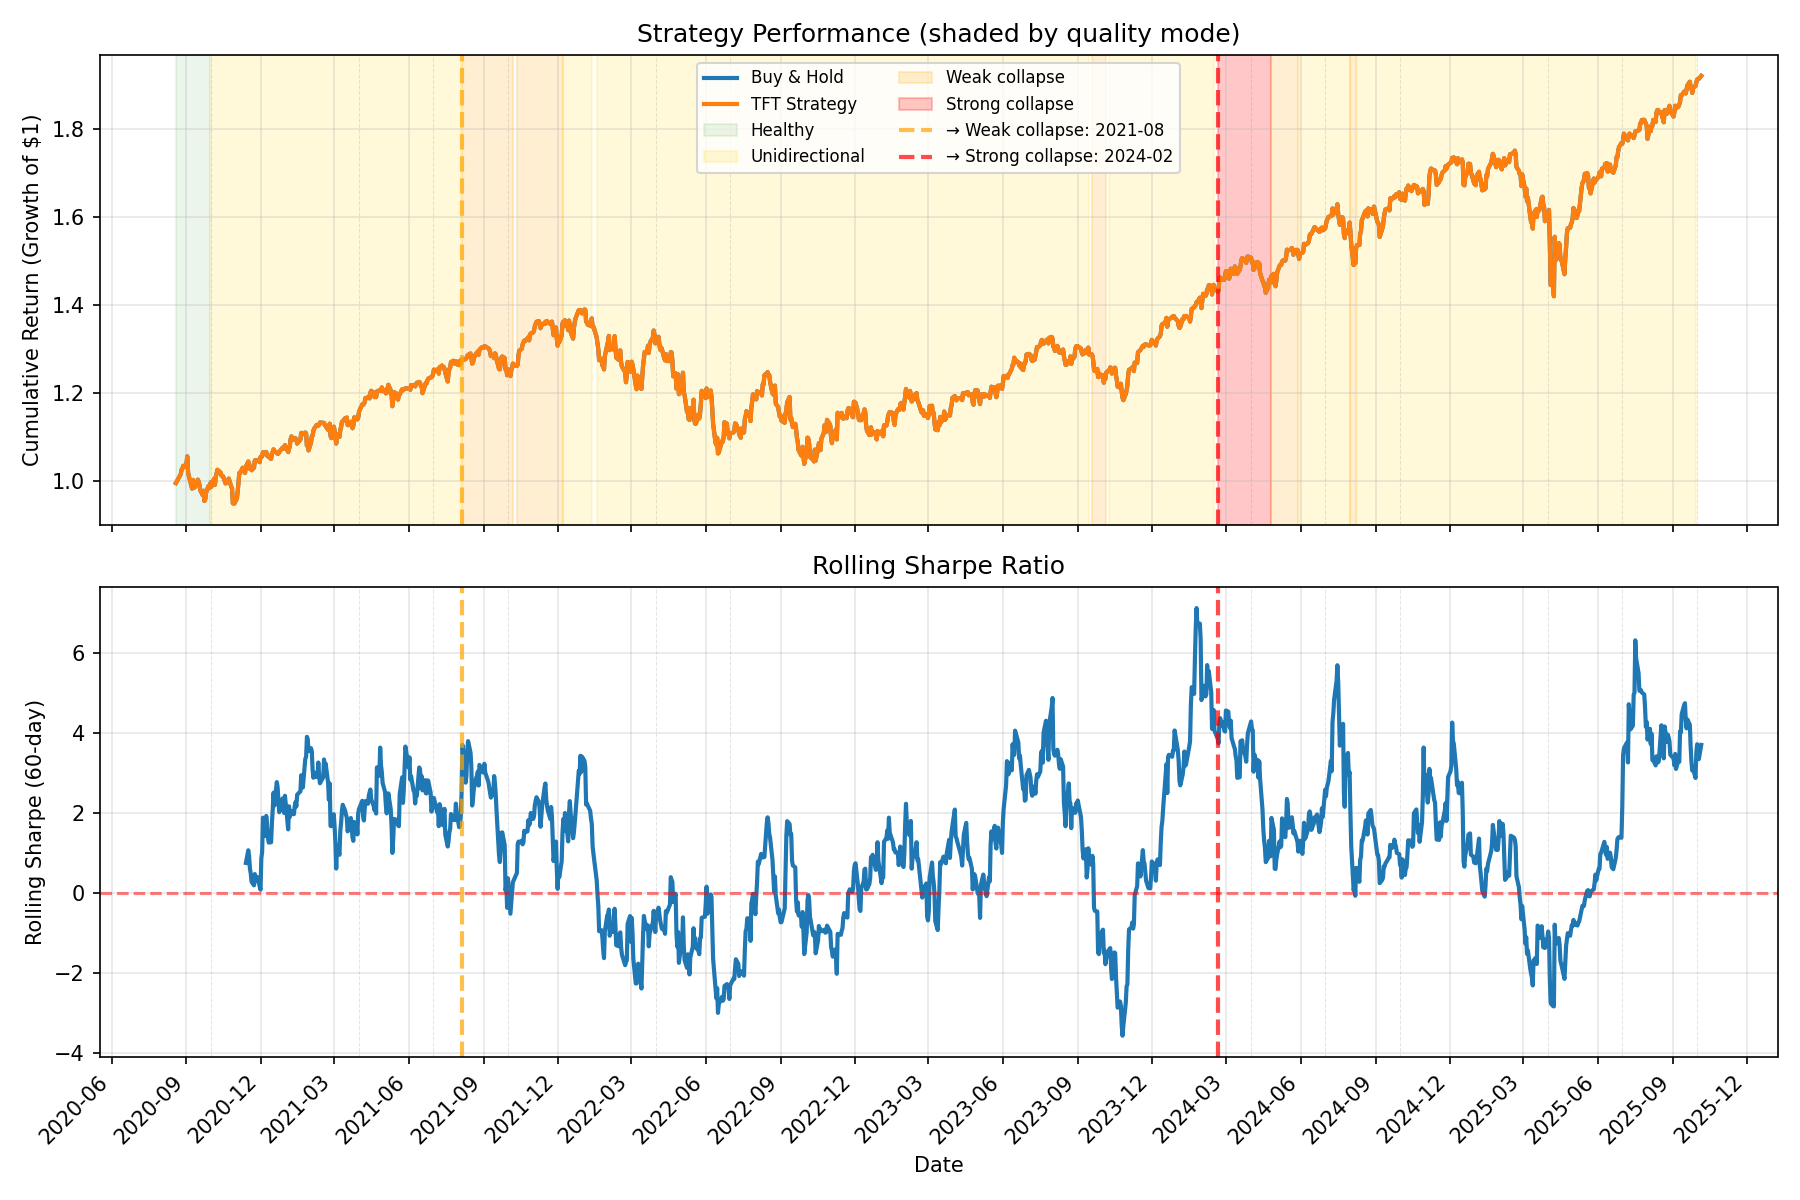 Strategy Performance (shaded by quality mode)
Cumulative Return (Growth of $1)
1.8
1.6
1.4
1.2
1.0
Buy & Hold
TFT Strategy
Healthy
Unidirectional
Weak collapse
Strong collapse
→ Weak collapse: 2021-08
→ Strong collapse: 2024-02
Rolling Sharpe Ratio
Rolling Sharpe (60-day)
6
4
2
0
−2
−4
2020-06
2020-09
2020-12
2021-03
2021-06
2021-09
2021-12
2022-03
2022-06
2022-09
2022-12
2023-03
2023-06
2023-09
2023-12
2024-03
2024-06
2024-09
2024-12
2025-03
2025-06
2025-09
2025-12
Date